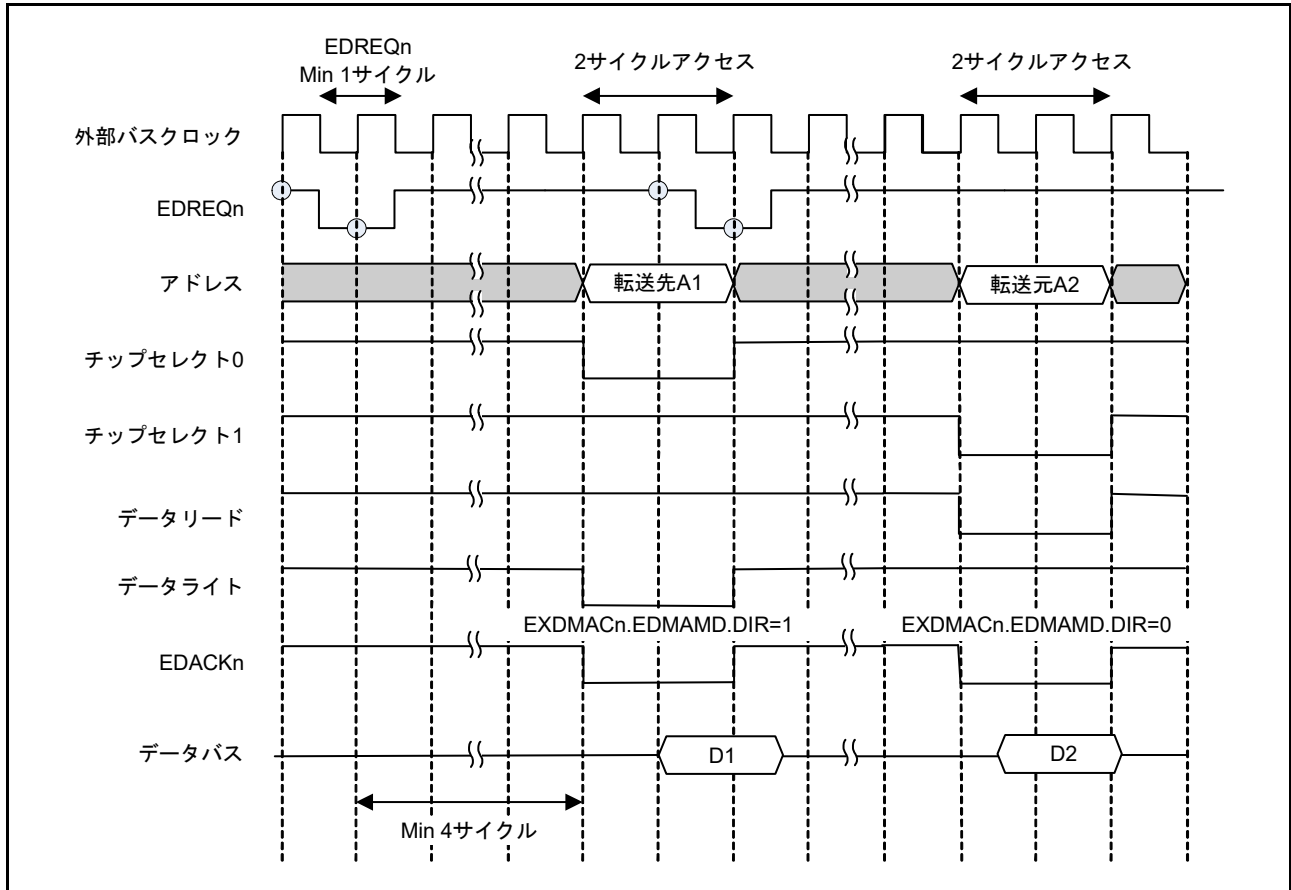 EDREQn
Min 1サイクル
2サイクルアクセス
2サイクルアクセス
外部バスクロック
EDREQn
アドレス
転送先A1
転送元A2
チップセレクト0
チップセレクト1
データリード
データライト
EXDMACn.EDMAMD.DIR=1
EXDMACn.EDMAMD.DIR=0
EDACKn
データバス
D1
D2
Min 4サイクル